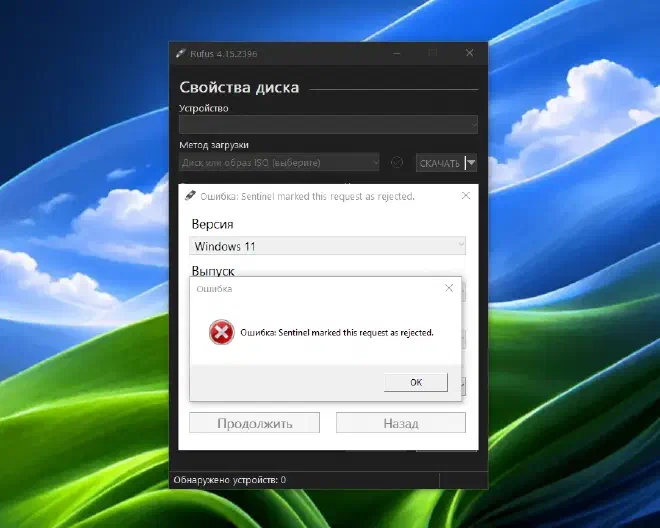 Rufus 4.15.2396
Свойства диска
Устройство
Метод загрузки
Диск или образ ISO (выберите)
СКАЧАТЬ
Ошибка: Sentinel marked this request as rejected.
Версия
Windows 11
Выпуск
Ошибка
Ошибка: Sentinel marked this request as rejected.
OK
Продолжить
Назад
Обнаружено устройств: 0